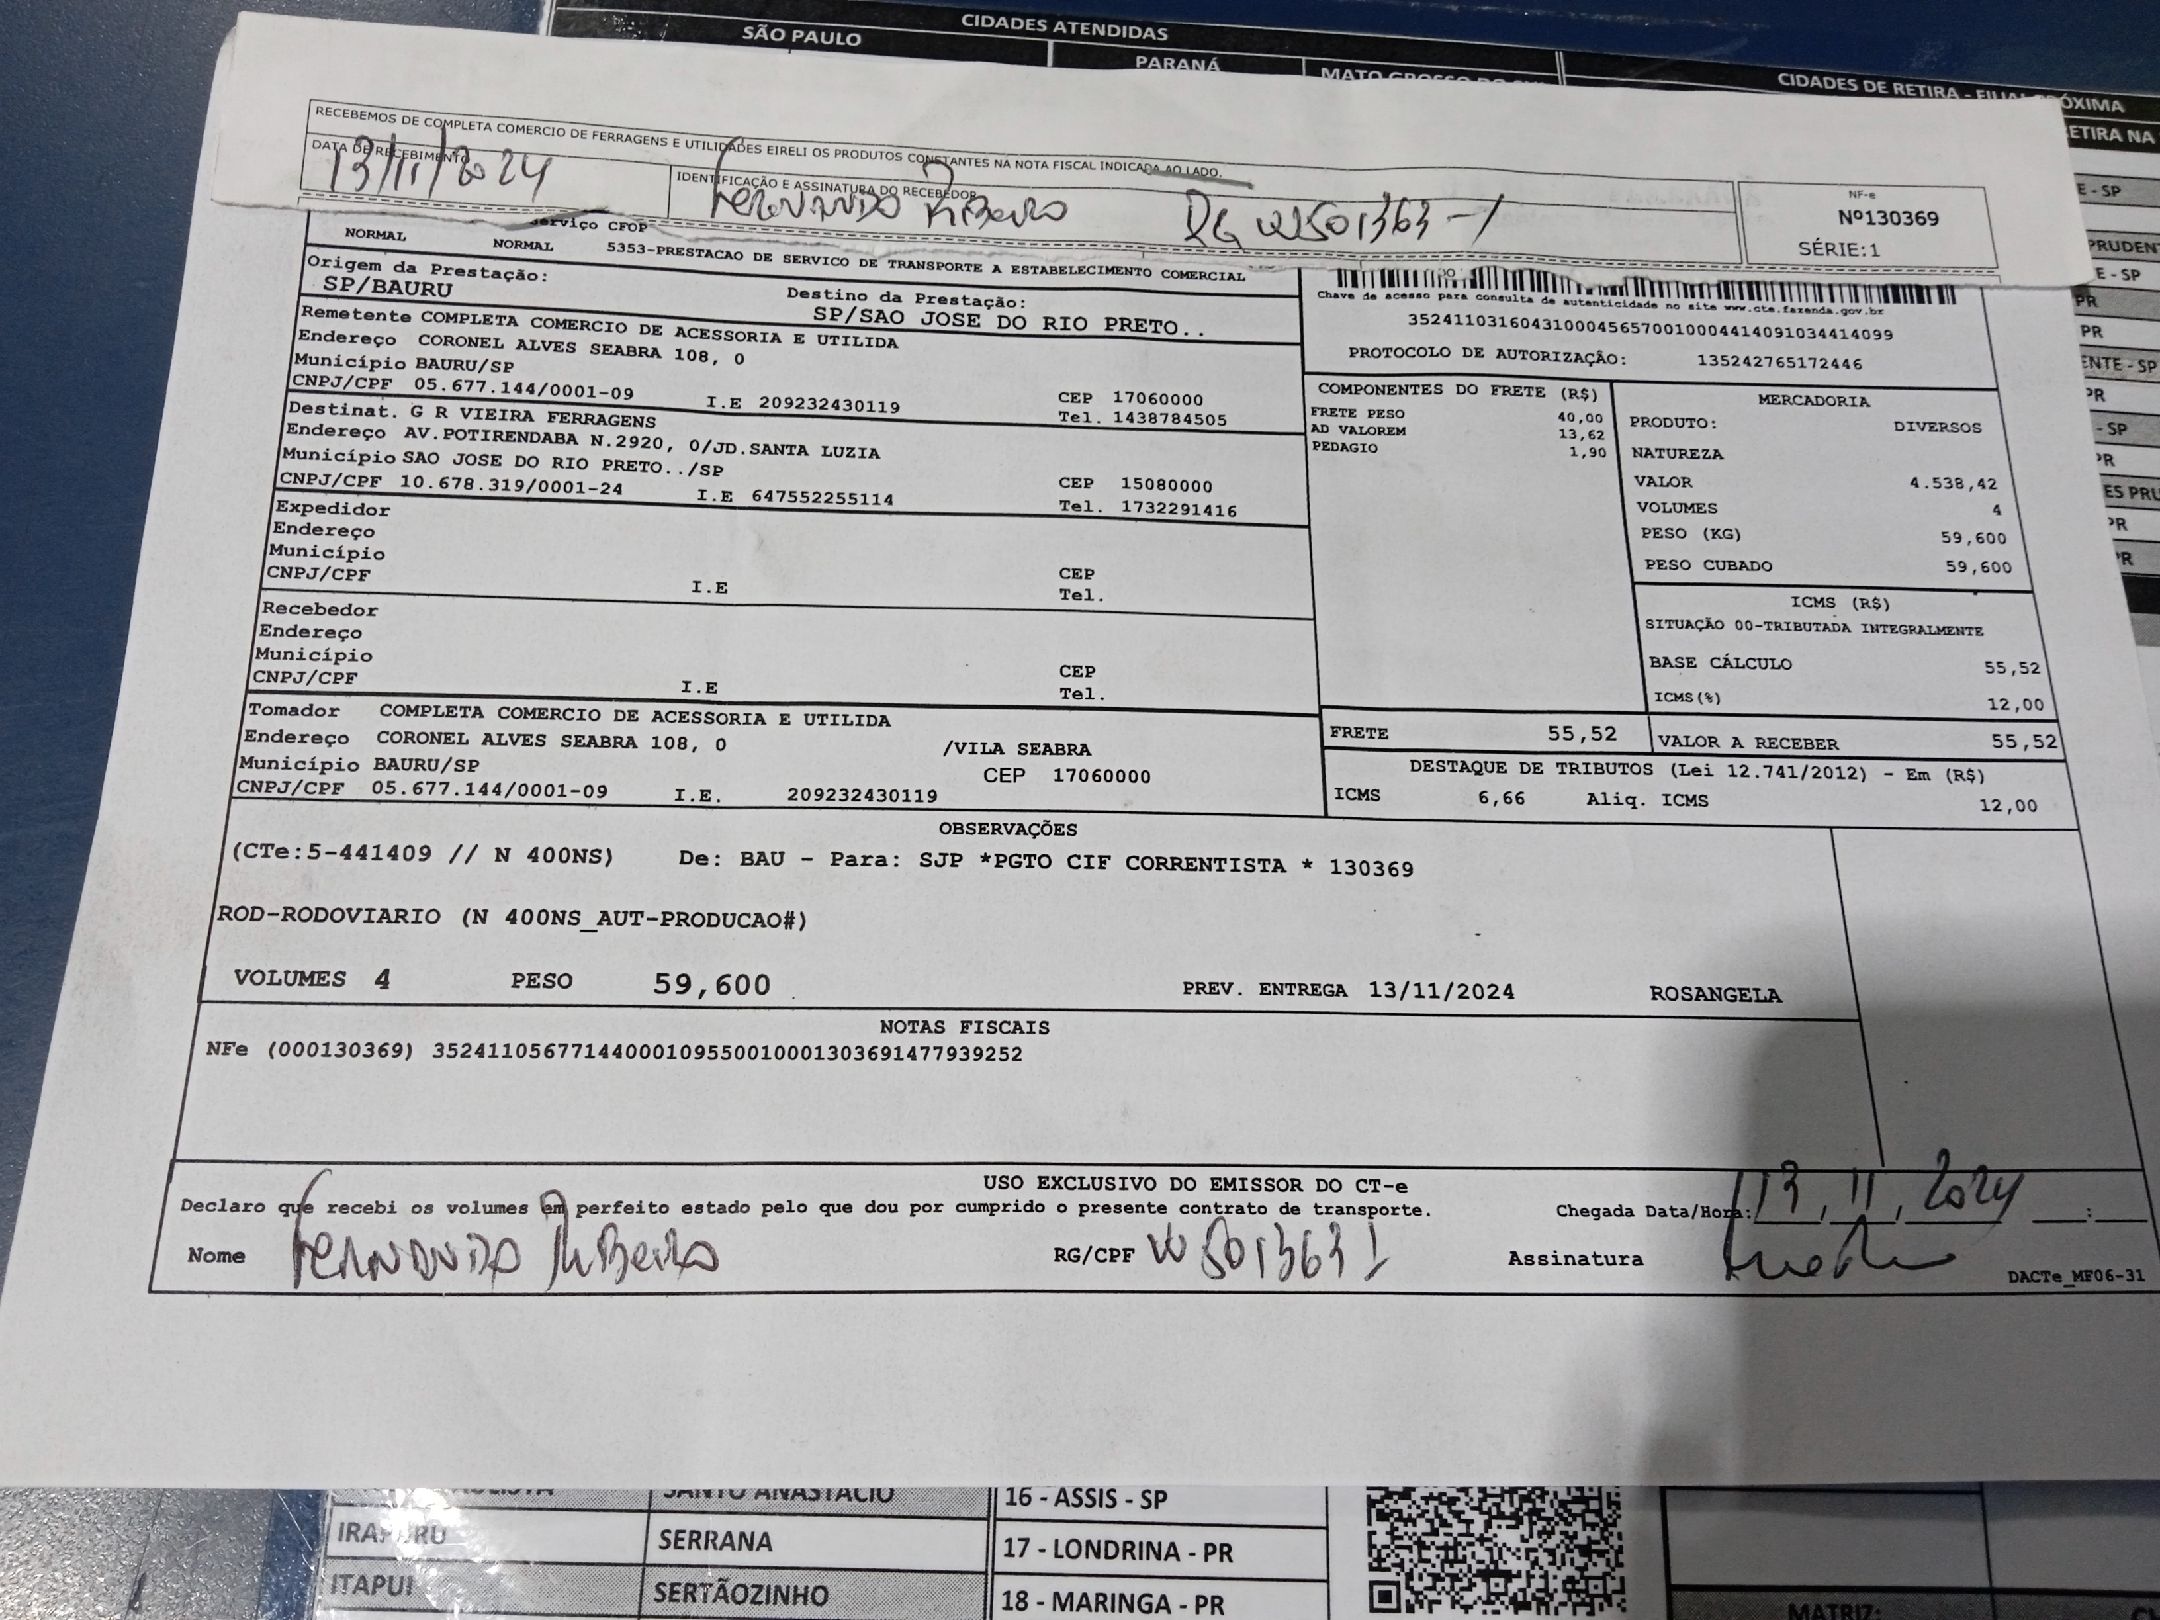 CIDADES ATENDIDAS
SÃO PAULO
PARANÁ
MATO GROSSO DO
CIDADES DE RETIRA - FILIAL PRÓXIMA
RETIRA NA
RECEBEMOS DE COMPLETA COMERCIO DE FERRAGENS E UTILIDADES EIRELI OS PRODUTOS CONSTANTES NA NOTA FISCAL INDICADA AO LADO.
DATA DE RECEBIMENTO
13/11/2024
IDENTIFICAÇÃO E ASSINATURA DO RECEBEDOR
Fernando Ribeiro
NF-e
Nº130369
SÉRIE:1
serviço CFOP
NORMAL NORMAL 5353-PRESTACAO DE SERVICO DE TRANSPORTE A ESTABELECIMENTO COMERCIAL
Origem da Prestação:
SP/BAURU
Destino da Prestação:
SP/SAO JOSE DO RIO PRETO..
Chave de acesso para consulta de autenticidade no site www.cte.fazenda.gov.br
35241103160431000456570010004414091034414099
PROTOCOLO DE AUTORIZAÇÃO: 135242765172446
Remetente COMPLETA COMERCIO DE ACESSORIA E UTILIDA
Endereço CORONEL ALVES SEABRA 108, 0
Município BAURU/SP
CNPJ/CPF 05.677.144/0001-09 I.E 209232430119
CEP 17060000
Tel. 1438784505
Destinat. G R VIEIRA FERRAGENS
Endereço AV.POTIRENDABA N.2920, 0/JD.SANTA LUZIA
Município SAO JOSE DO RIO PRETO../SP
CNPJ/CPF 10.678.319/0001-24 I.E 647552255114
CEP 15080000
Tel. 1732291416
Expedidor
Endereço
Município
CNPJ/CPF I.E
CEP
Tel.
Recebedor
Endereço
Município
CNPJ/CPF I.E
CEP
Tel.
Tomador COMPLETA COMERCIO DE ACESSORIA E UTILIDA
Endereço CORONEL ALVES SEABRA 108, 0 /VILA SEABRA
Município BAURU/SP CEP 17060000
CNPJ/CPF 05.677.144/0001-09 I.E. 209232430119
COMPONENTES DO FRETE (R$)
FRETE PESO 40,00
AD VALOREM 13,62
PEDAGIO 1,90
MERCADORIA
PRODUTO: DIVERSOS
NATUREZA
VALOR 4.538,42
VOLUMES 4
PESO (KG) 59,600
PESO CUBADO 59,600
ICMS (R$)
SITUAÇÃO 00-TRIBUTADA INTEGRALMENTE
BASE CÁLCULO 55,52
ICMS(%) 12,00
FRETE 55,52 VALOR A RECEBER 55,52
DESTAQUE DE TRIBUTOS (Lei 12.741/2012) - Em (R$)
ICMS 6,66 Aliq. ICMS 12,00
OBSERVAÇÕES
(CTe:5-441409 // N 400NS) De: BAU - Para: SJP *PGTO CIF CORRENTISTA * 130369
ROD-RODOVIARIO (N 400NS_AUT-PRODUCAO#)
VOLUMES 4 PESO 59,600 PREV. ENTREGA 13/11/2024 ROSANGELA
NOTAS FISCAIS
NFe (000130369) 35241105677144000109550010001303691477939252
USO EXCLUSIVO DO EMISSOR DO CT-e
Declaro que recebi os volumes em perfeito estado pelo que dou por cumprido o presente contrato de transporte.
Chegada Data/Hora: 13, 11, 2024 :
Nome Fernando Ribeiro RG/CPF Assinatura
DACTe_MF06-31
SANTO ANASTACIO
16 - ASSIS - SP
IRAPURU SERRANA 17 - LONDRINA - PR
ITAPUI SERTÃOZINHO 18 - MARINGA - PR
MATRIZ: